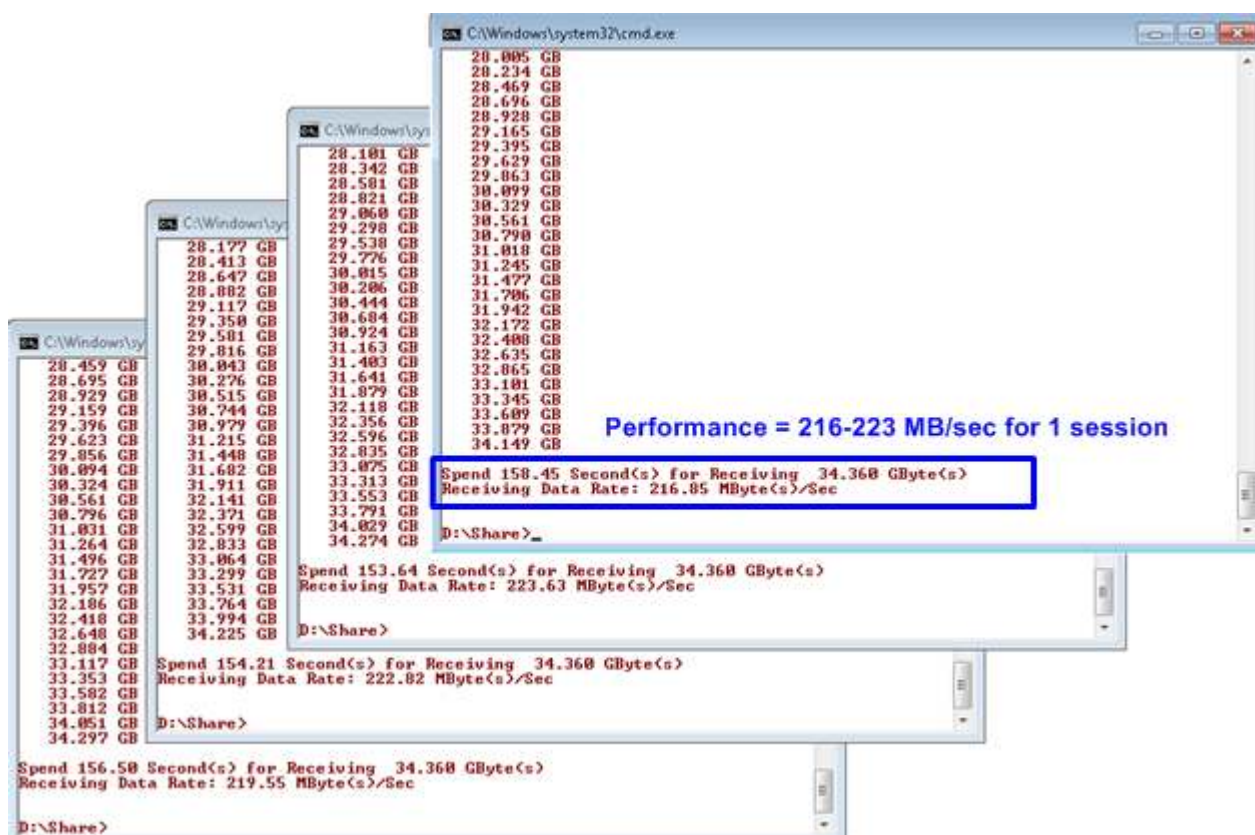 C:\Windows\system32\cmd.exe
28.005 GB
28.234 GB
28.469 GB
28.696 GB
28.928 GB
29.165 GB
29.395 GB
29.629 GB
29.863 GB
30.099 GB
30.329 GB
30.561 GB
30.790 GB
31.018 GB
31.245 GB
31.477 GB
31.706 GB
31.942 GB
32.172 GB
32.408 GB
32.635 GB
32.865 GB
33.101 GB
33.345 GB
33.609 GB
33.879 GB
34.149 GB
Performance = 216-223 MB/sec for 1 session
Spend 158.45 Second(s) for Receiving 34.360 GByte(s)
Receiving Data Rate: 216.85 MByte(s)/Sec
D:\Share>_
C:\Windows\sys
28.101 GB
28.342 GB
28.581 GB
28.821 GB
29.060 GB
29.298 GB
29.538 GB
29.776 GB
30.015 GB
30.206 GB
30.444 GB
30.684 GB
30.924 GB
31.163 GB
31.403 GB
31.641 GB
31.879 GB
32.118 GB
32.356 GB
32.596 GB
32.835 GB
33.075 GB
33.313 GB
33.553 GB
33.791 GB
34.029 GB
34.274 GB
Spend 153.64 Second(s) for Receiving 34.360 GByte(s)
Receiving Data Rate: 223.63 MByte(s)/Sec
D:\Share>
C:\Windows\sys
28.177 GB
28.413 GB
28.647 GB
28.882 GB
29.117 GB
29.350 GB
29.581 GB
29.816 GB
30.043 GB
30.276 GB
30.515 GB
30.744 GB
30.979 GB
31.215 GB
31.448 GB
31.682 GB
31.911 GB
32.141 GB
32.371 GB
32.599 GB
32.833 GB
33.064 GB
33.299 GB
33.531 GB
33.764 GB
33.994 GB
34.225 GB
Spend 154.21 Second(s) for Receiving 34.360 GByte(s)
Receiving Data Rate: 222.82 MByte(s)/Sec
D:\Share>
C:\Windows\sy
28.459 GB
28.695 GB
28.929 GB
29.159 GB
29.396 GB
29.623 GB
29.856 GB
30.094 GB
30.324 GB
30.561 GB
30.796 GB
31.031 GB
31.264 GB
31.496 GB
31.727 GB
31.957 GB
32.186 GB
32.418 GB
32.648 GB
32.884 GB
33.117 GB
33.353 GB
33.582 GB
33.812 GB
34.051 GB
34.297 GB
Spend 156.50 Second(s) for Receiving 34.360 GByte(s)
Receiving Data Rate: 219.55 MByte(s)/Sec
D:\Share>